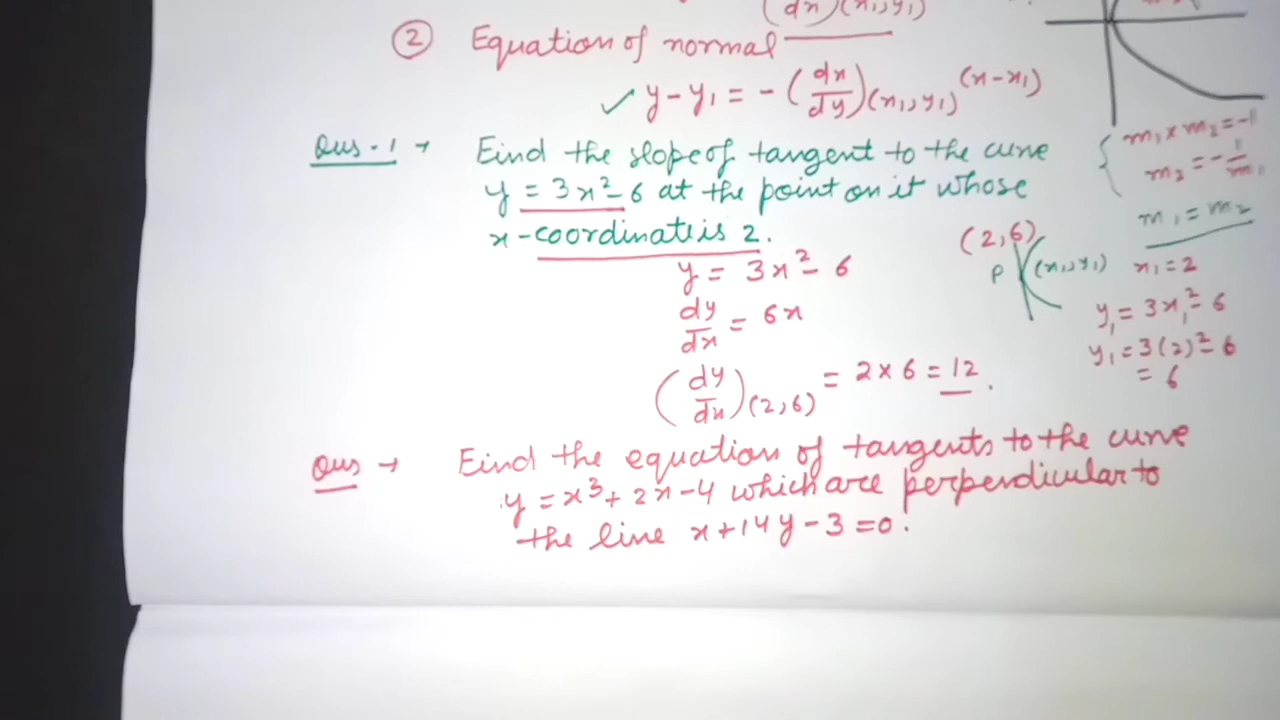 (dx)(x₁,y₁)
② Equation of normal
✓ y-y₁ = -(dx/dy)(x₁,y₁) (x-x₁)
m₁ x m₂ = -1
m₂ = -1/m₁
m₁ = m₂
Qus-1 → Find the slope of tangent to the curve
y = 3x²-6 at the point on it whose
x-coordinate is 2.
y = 3x²-6
dy/dx = 6x
(dy/dx)(2,6) = 2x6 = 12.
(2,6)
P (x₁,y₁)
x₁ = 2
y₁ = 3x₁²-6
y₁ = 3(2)²-6
= 6
Qus → Find the equation of tangents to the curve
y = x³+2x-4 which are perpendicular to
the line x+14y-3=0.